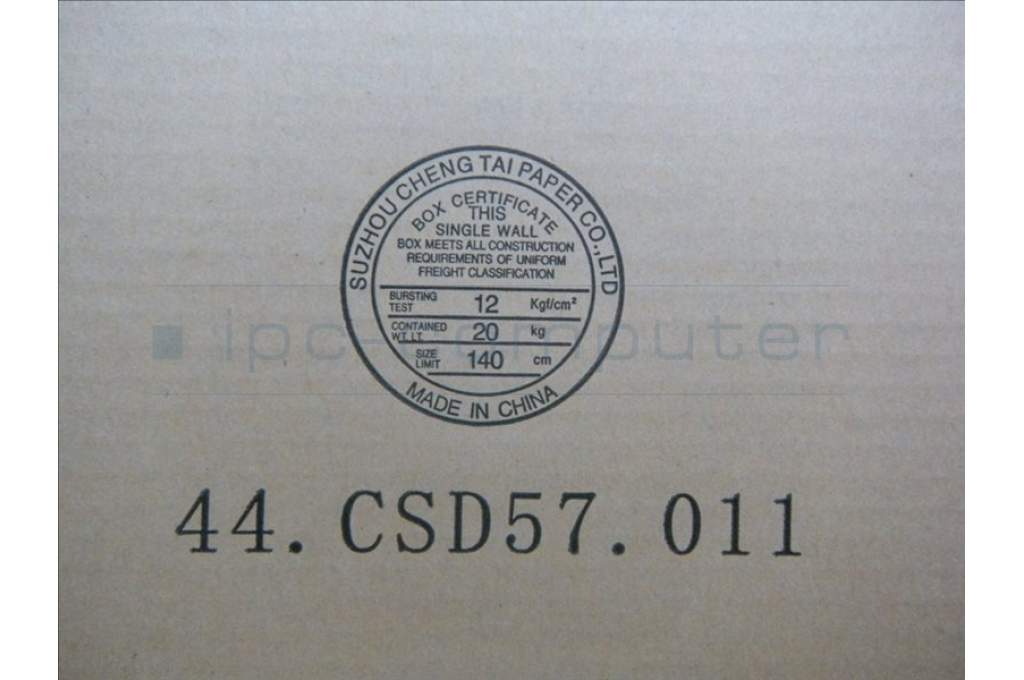 SUZHOU CHENG TAI PAPER CO.,LTD
BOX CERTIFICATE
THIS
SINGLE WALL
BOX MEETS ALL CONSTRUCTION
REQUIREMENTS OF UNIFORM
FREIGHT CLASSIFICATION
BURSTING TEST 12 Kgf/cm²
CONTAINED WT. LT. 20 kg
SIZE LIMIT 140 cm
MADE IN CHINA
ipc-computer
44.CSD57.011